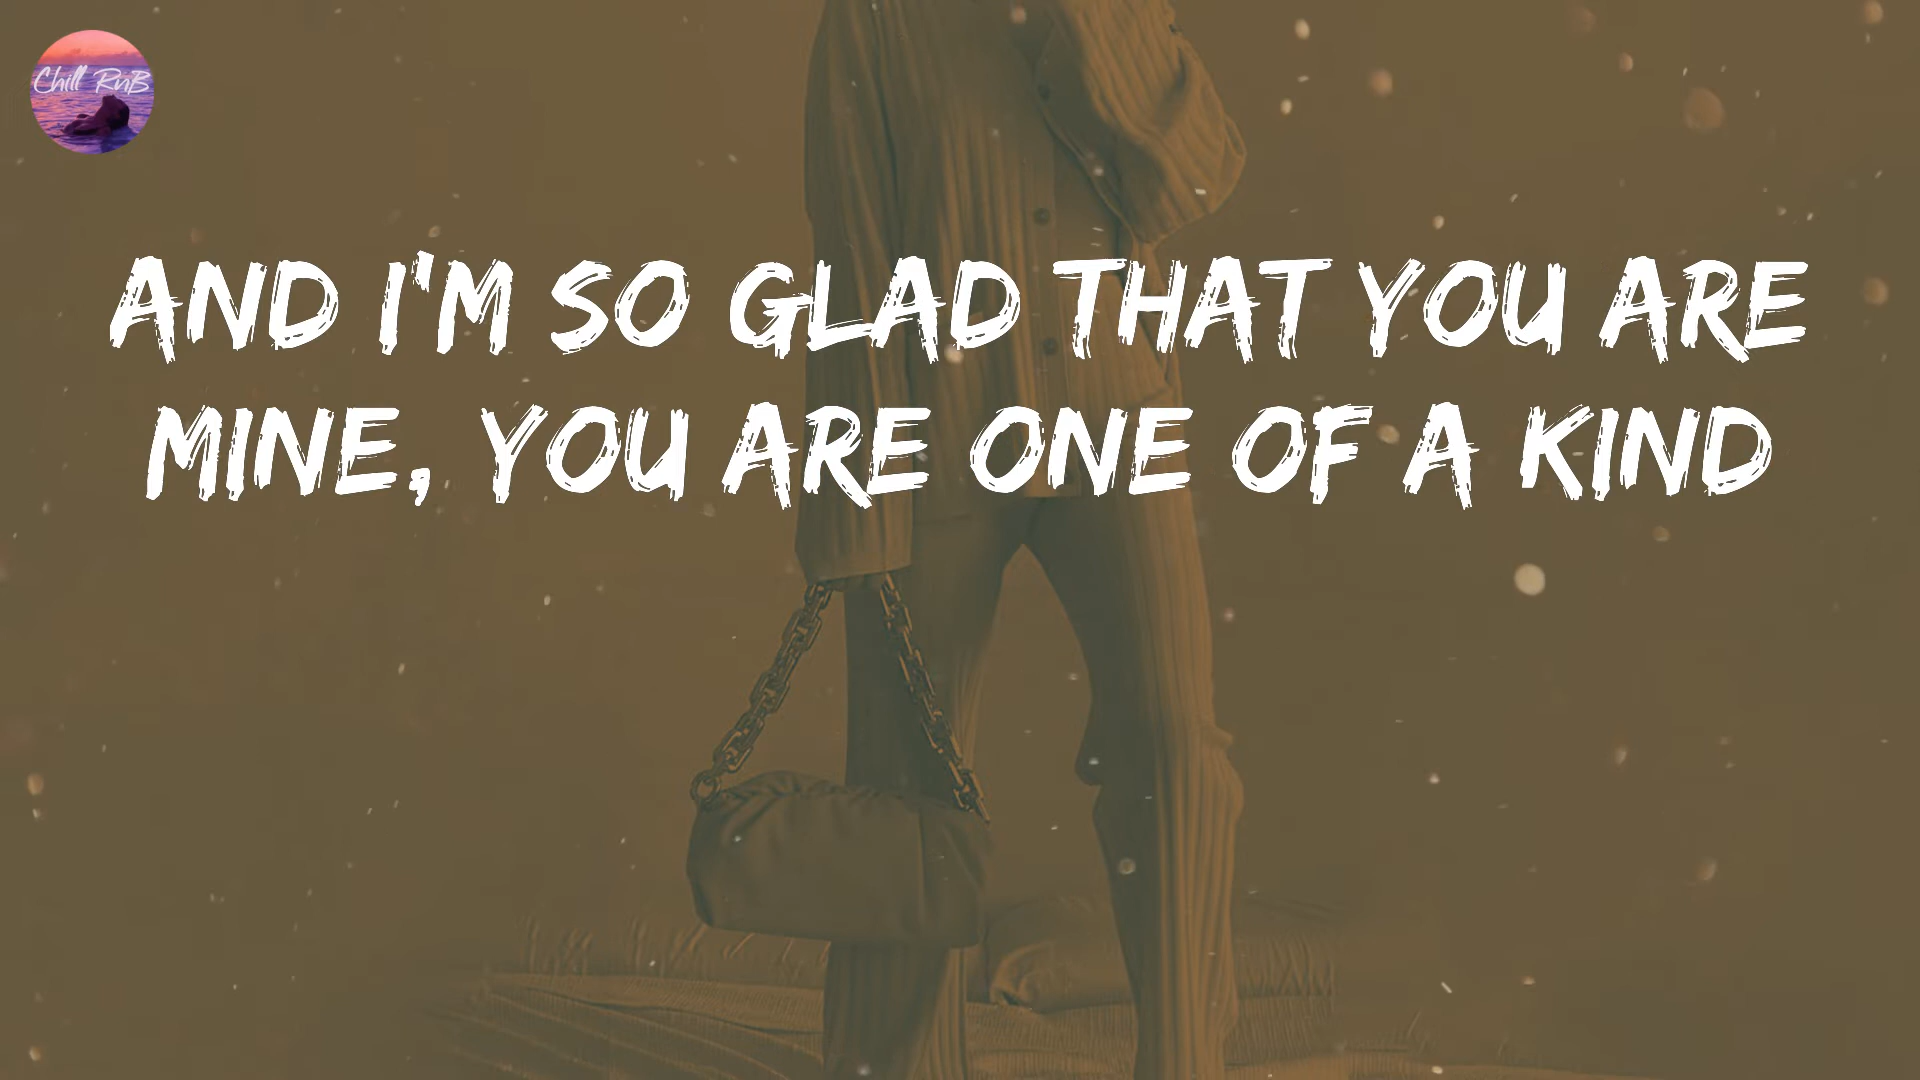 Chill RnB
AND I'M SO GLAD THAT YOU ARE
MINE, YOU ARE ONE OF A KIND